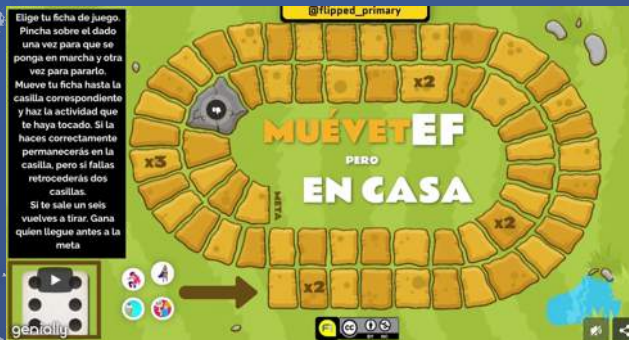 @flipped_primary
Elige tu ficha de juego.
Pincha sobre el dado
una vez para que se
ponga en marcha y otra
vez para pararlo.
Mueve tu ficha hasta la
casilla correspondiente
y haz la actividad que
te haya tocado. Si la
haces correctamente
permanecerás en la
casilla, pero si fallas
retrocederás dos
casillas.
Si te sale un seis
vuelves a tirar. Gana
quien llegue antes a la
meta
x2
MUÉVETEF
PERO
EN CASA
x3
META
x2
x2
genially
cc
BY NC